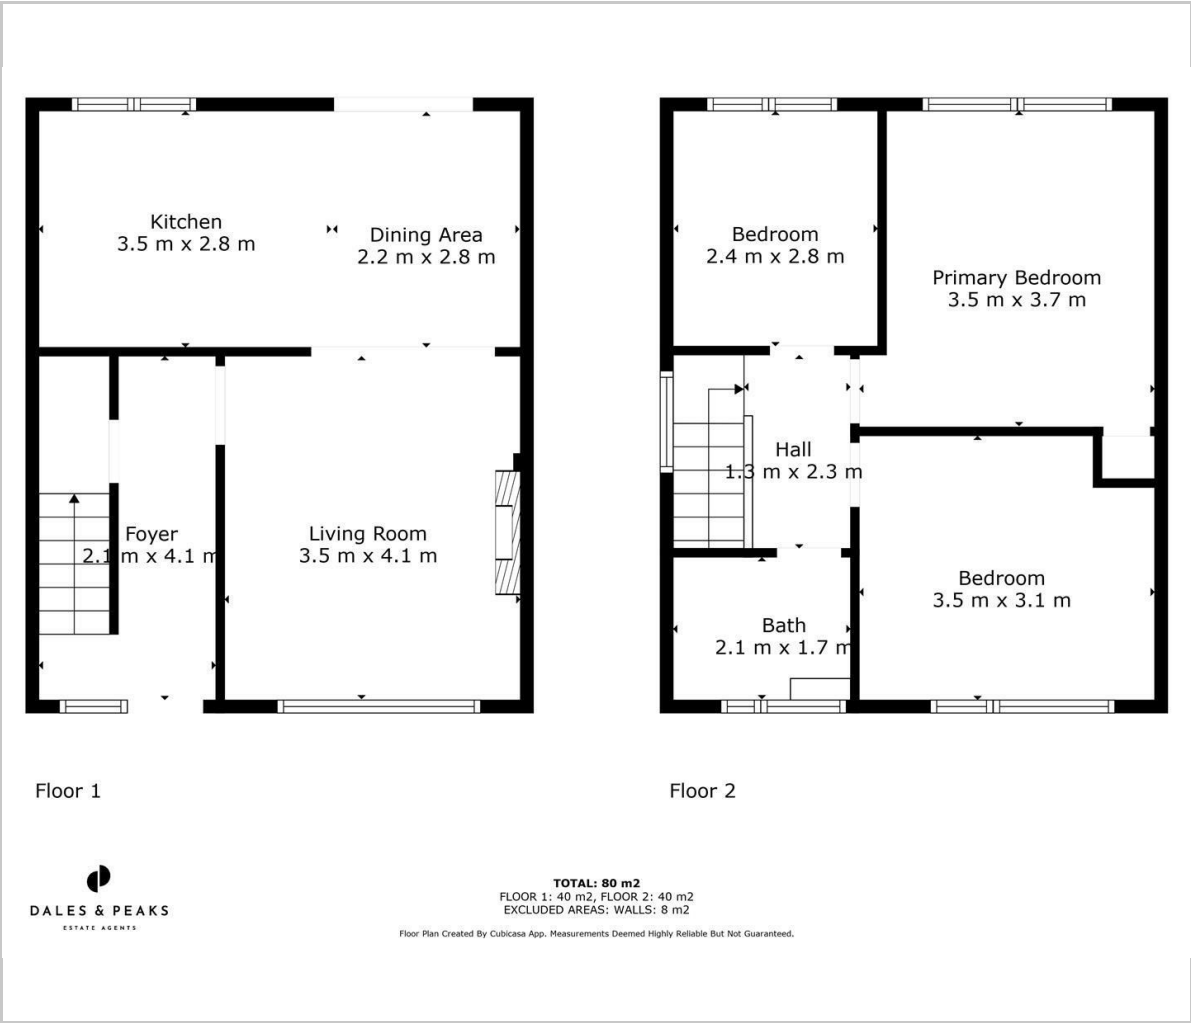 Kitchen
3.5 m x 2.8 m
Dining Area
2.2 m x 2.8 m
Foyer
2.1 m x 4.1 m
Living Room
3.5 m x 4.1 m
Floor 1
Bedroom
2.4 m x 2.8 m
Primary Bedroom
3.5 m x 3.7 m
Hall
1.3 m x 2.3 m
Bedroom
3.5 m x 3.1 m
Bath
2.1 m x 1.7 m
Floor 2
DALES & PEAKS
ESTATE AGENTS
TOTAL: 80 m2
FLOOR 1: 40 m2, FLOOR 2: 40 m2
EXCLUDED AREAS: WALLS: 8 m2
Floor Plan Created By Cubicasa App. Measurements Deemed Highly Reliable But Not Guaranteed.